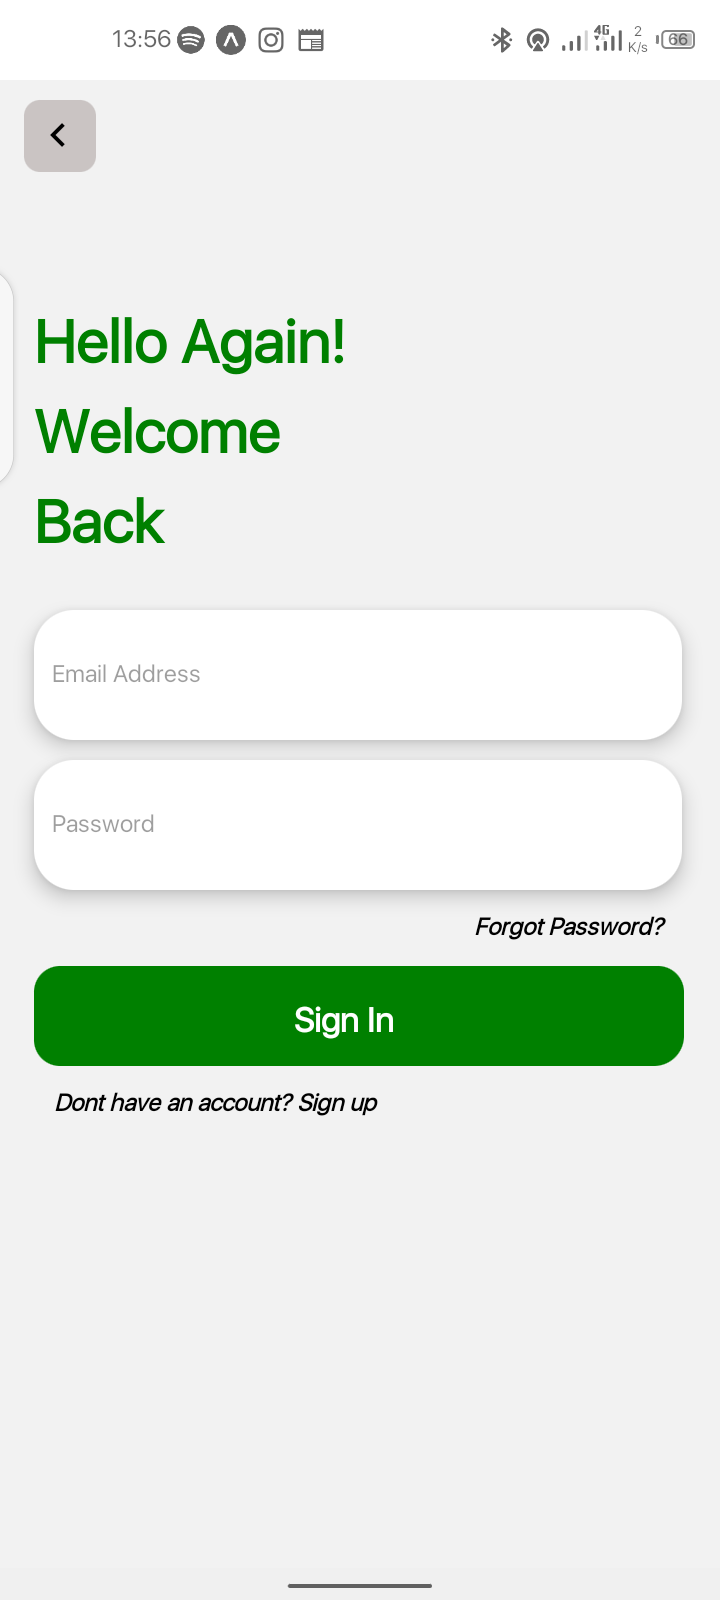 13:56 4G 2 K/s 66
Hello Again!
Welcome
Back
Email Address
Password
Forgot Password?
Sign In
Dont have an account? Sign up